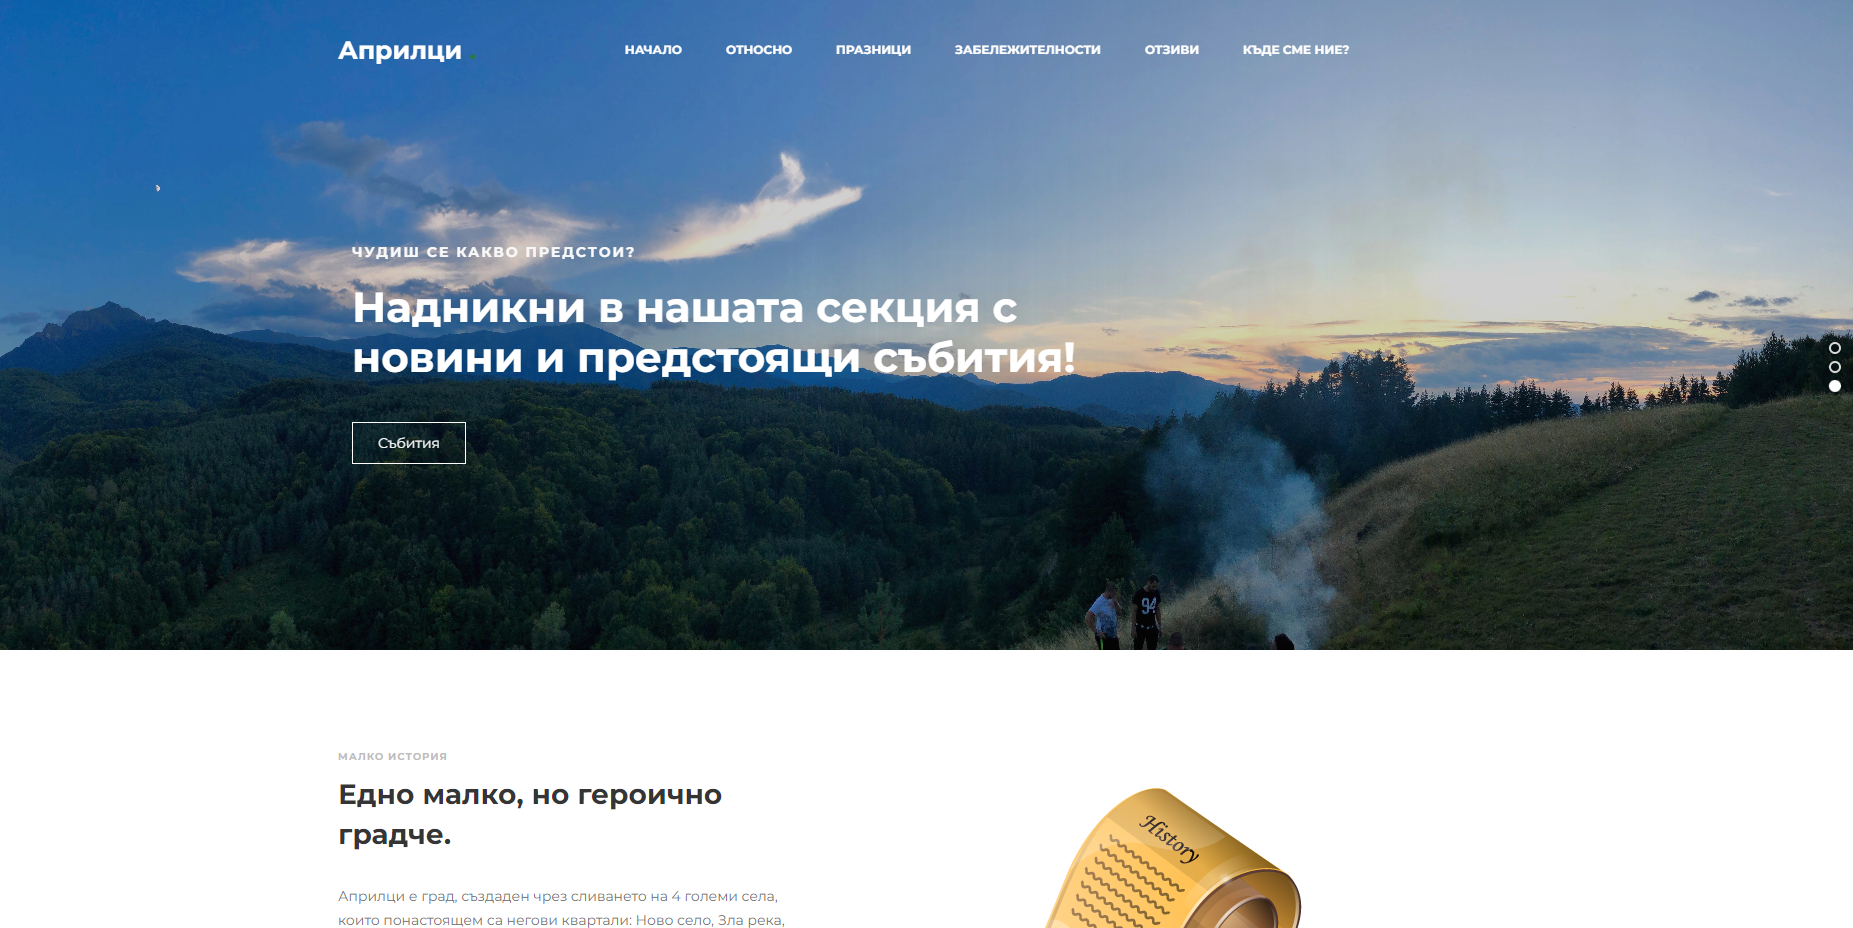 Априлци .
НАЧАЛО ОТНОСНО ПРАЗНИЦИ ЗАБЕЛЕЖИТЕЛНОСТИ ОТЗИВИ КЪДЕ СМЕ НИЕ?
ЧУДИШ СЕ КАКВО ПРЕДСТОИ?
Надникни в нашата секция с
новини и предстоящи събития!
Събития
94
МАЛКО ИСТОРИЯ
Едно малко, но героично
градче.
History
Априлци е град, създаден чрез сливането на 4 големи села,
които понастоящем са негови квартали: Ново село, Зла река,